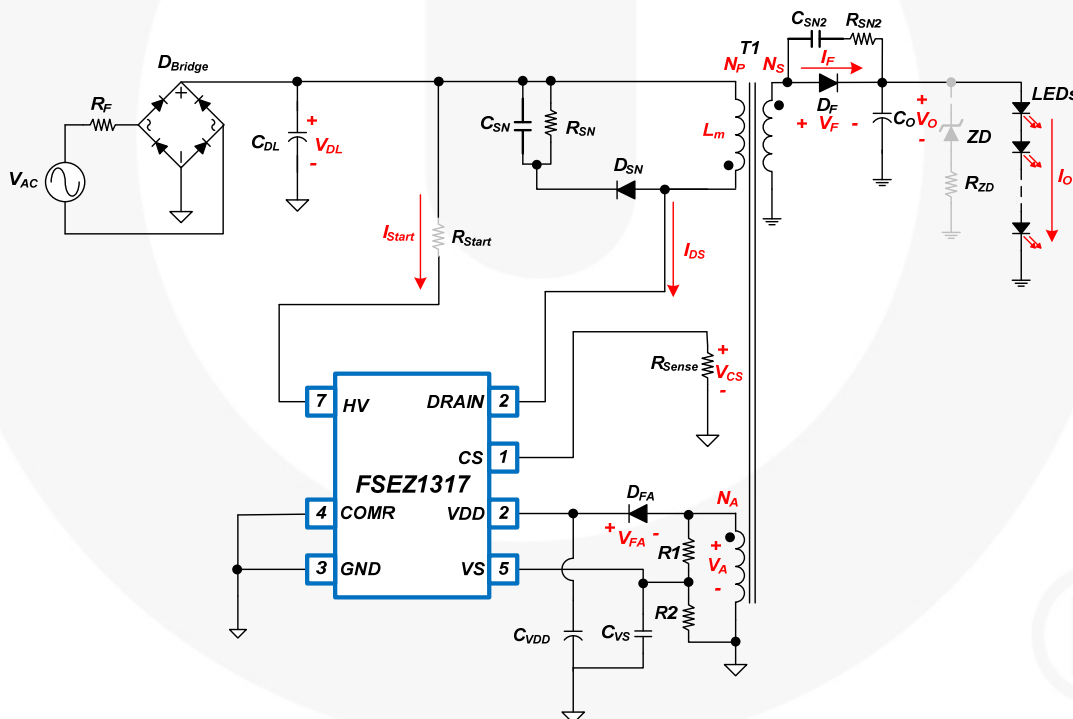 C_SN2
R_SN2
T1
D_Bridge
N_P
N_S
I_F
R_F
LEDs
D_F
+ V_F -
C_O
+
V_O
-
C_SN
R_SN
L_m
ZD
C_DL
+
V_DL
-
+
-
D_SN
V_AC
R_ZD
I_O
I_Start
R_Start
I_DS
R_Sense
+
V_CS
-
7
HV
DRAIN
2
CS
1
FSEZ1317
D_FA
N_A
4
COMR
VDD
2
+ V_FA -
R1
+
V_A
-
3
GND
VS
5
R2
C_VDD
C_VS
R